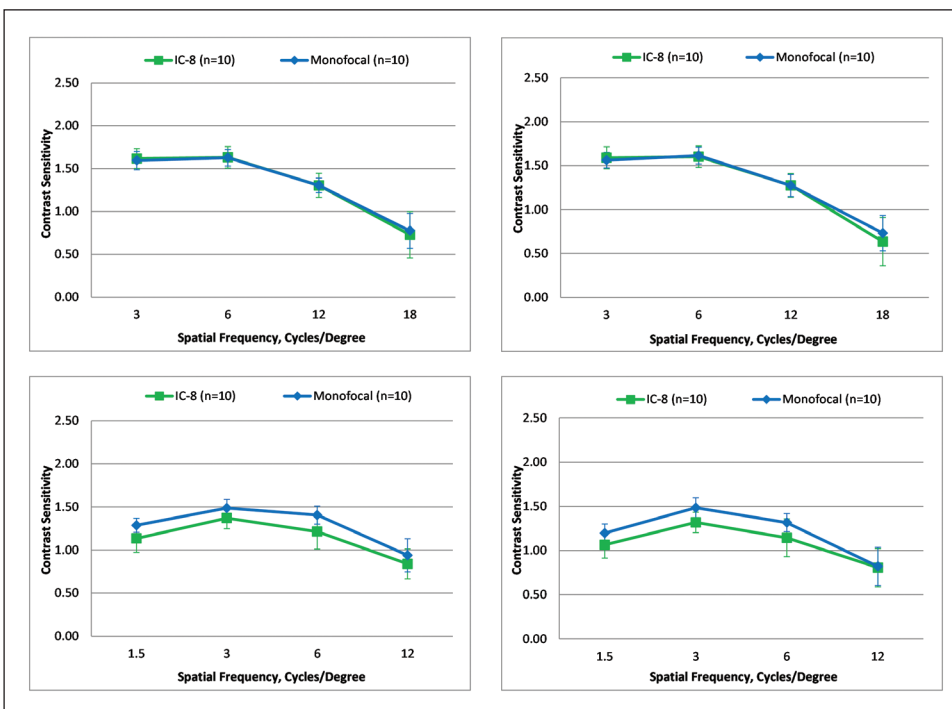 IC-8 (n=10) Monofocal (n=10)
2.50
2.00
1.50
1.00
0.50
0.00
Contrast Sensitivity
3 6 12 18
Spatial Frequency, Cycles/Degree
IC-8 (n=10) Monofocal (n=10)
2.50
2.00
1.50
1.00
0.50
0.00
Contrast Sensitivity
3 6 12 18
Spatial Frequency, Cycles/Degree
IC-8 (n=10) Monofocal (n=10)
2.50
2.00
1.50
1.00
0.50
0.00
Contrast Sensitivity
1.5 3 6 12
Spatial Frequency, Cycles/Degree
IC-8 (n=10) Monofocal (n=10)
2.50
2.00
1.50
1.00
0.50
0.00
Contrast Sensitivity
1.5 3 6 12
Spatial Frequency, Cycles/Degree